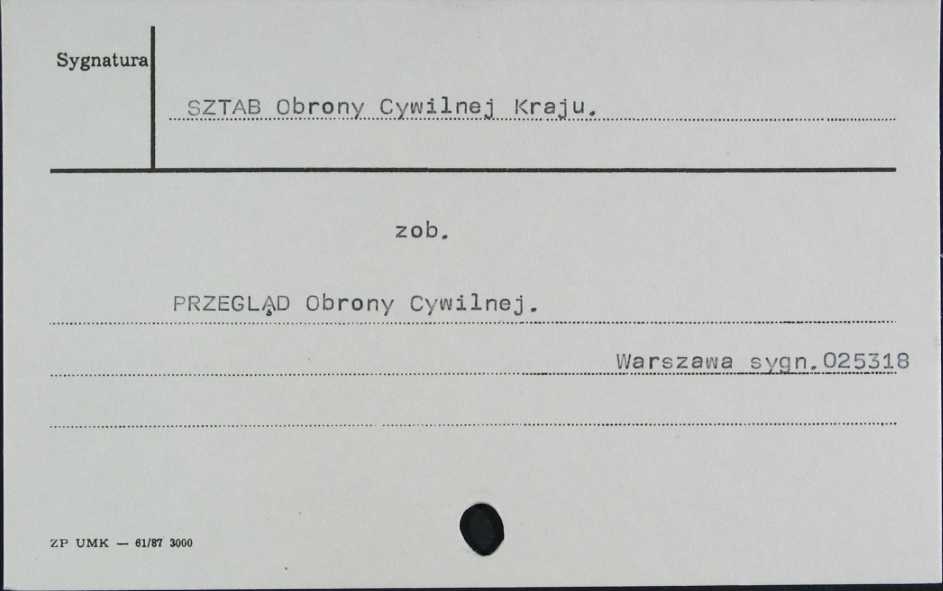 Sygnatura
SZTAB Obrony Cywilnej Kraju.
zob.
PRZEGLĄD Obrony Cywilnej.
Warszawa sygn.025318
ZP UMK — 61/87 3000